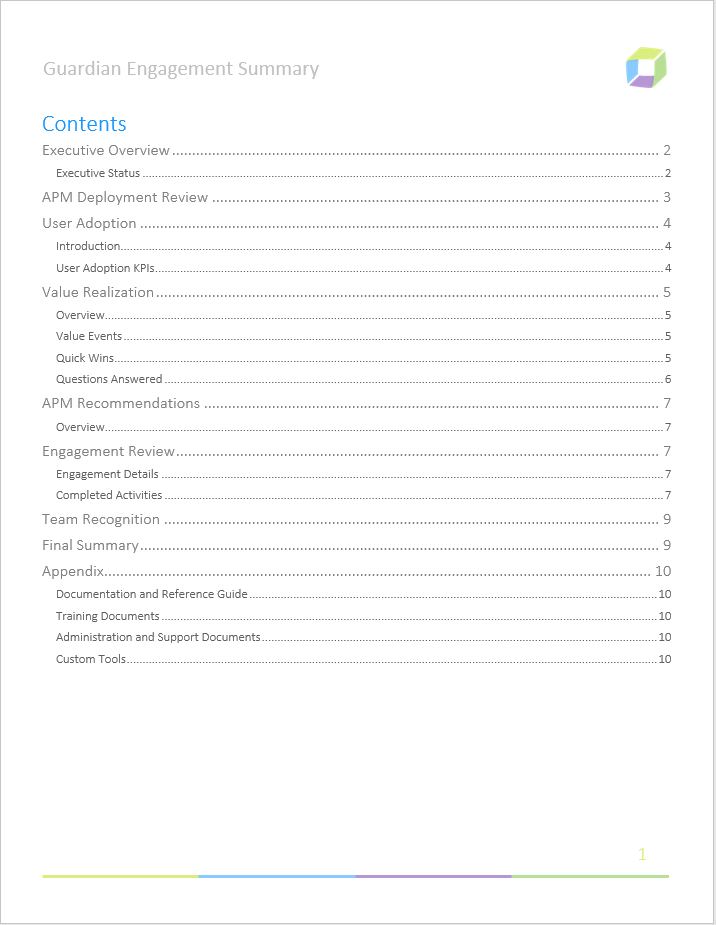 Guardian Engagement Summary
Contents
Executive Overview 2
Executive Status 2
APM Deployment Review 3
User Adoption 4
Introduction 4
User Adoption KPIs 4
Value Realization 5
Overview 5
Value Events 5
Quick Wins 5
Questions Answered 6
APM Recommendations 7
Overview 7
Engagement Review 7
Engagement Details 7
Completed Activities 7
Team Recognition 9
Final Summary 9
Appendix 10
Documentation and Reference Guide 10
Training Documents 10
Administration and Support Documents 10
Custom Tools 10
1